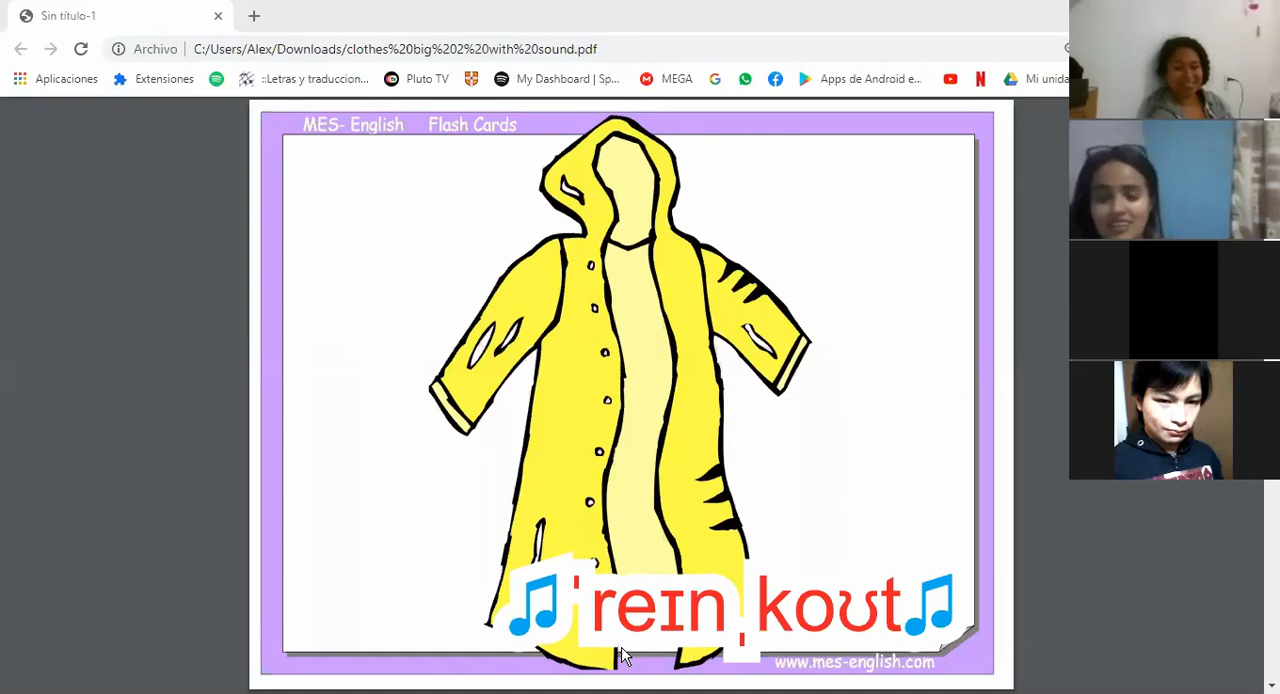 Sin título-1
Archivo C:/Users/Alex/Downloads/clothes%20big%202%20with%20sound.pdf
Aplicaciones Extensiones ::Letras y traduccion... Pluto TV My Dashboard | Sp... MEGA Apps de Android e... Mi unida
MES- English Flash Cards
ˈreɪnˌkoʊt
www.mes-english.com